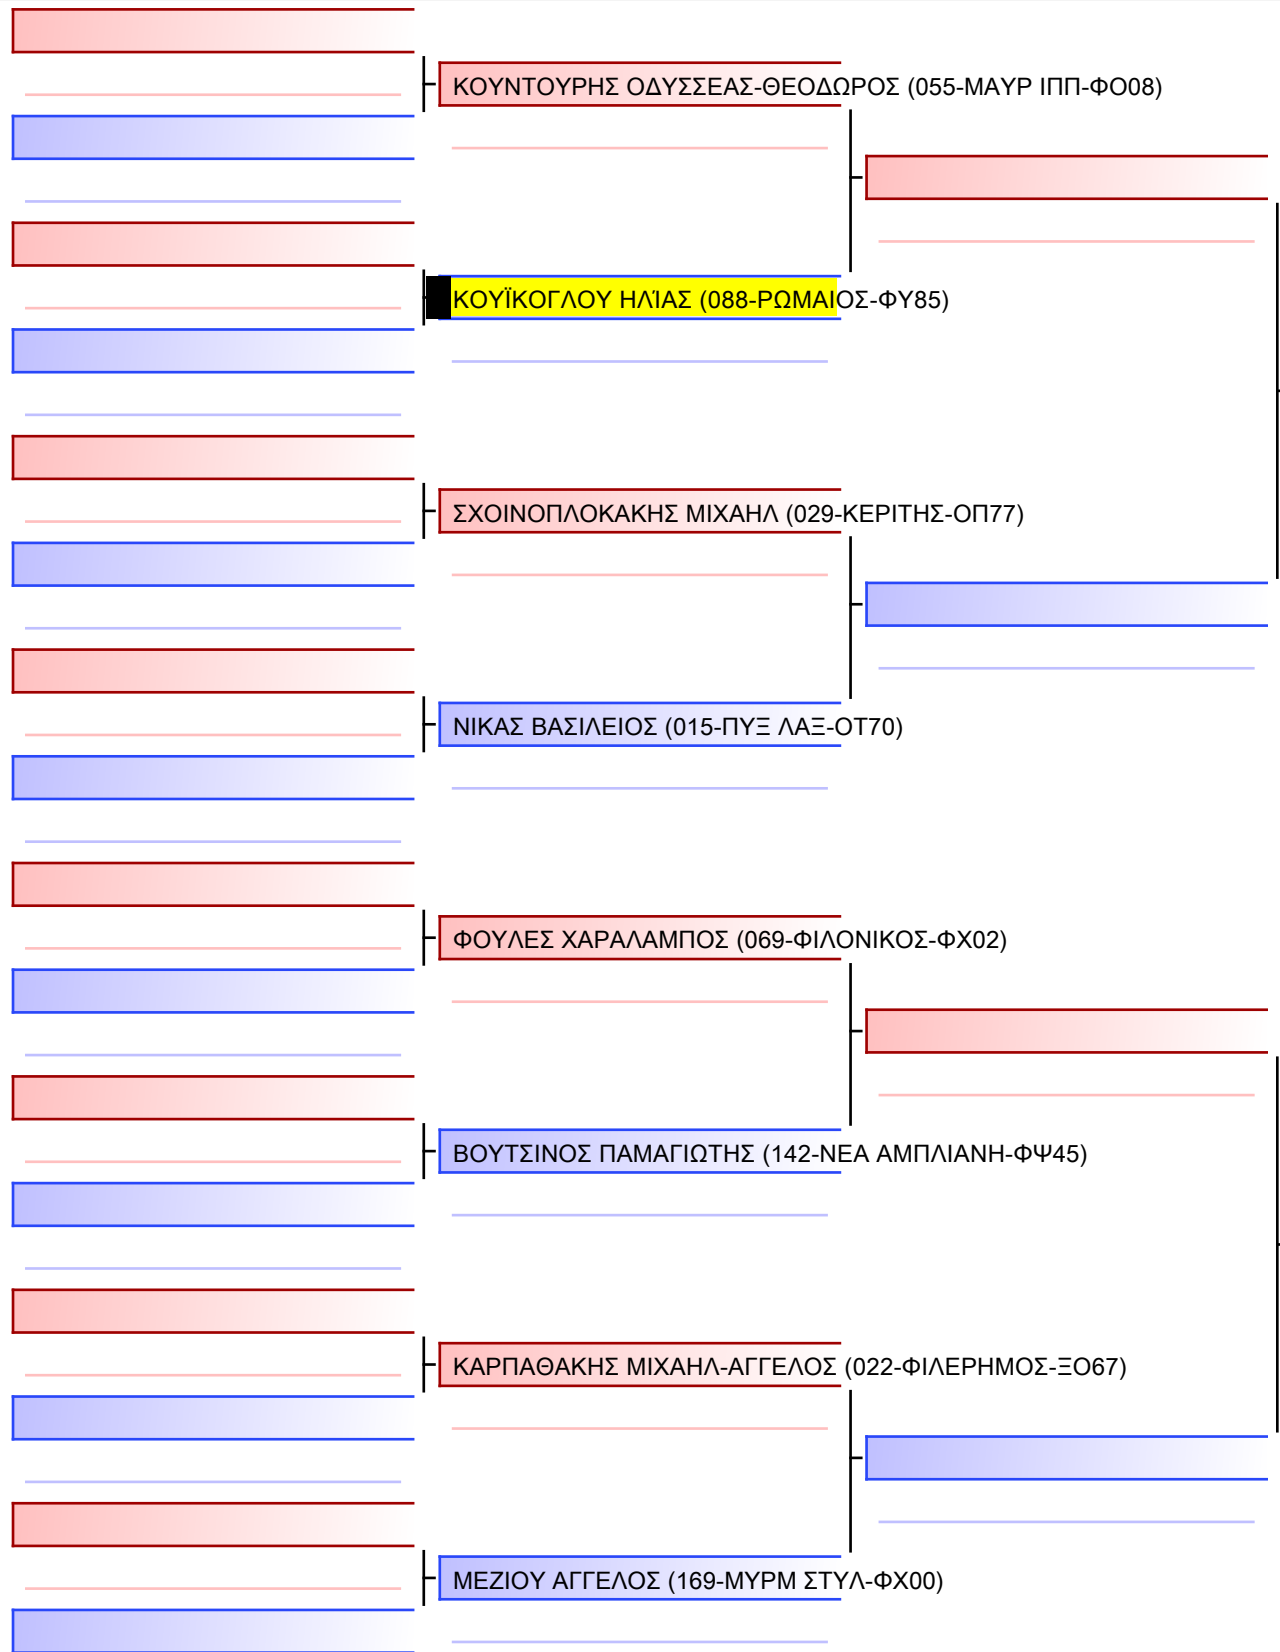 ΚΟΥΝΤΟΥΡΗΣ ΟΔΥΣΣΕΑΣ-ΘΕΟΔΩΡΟΣ (055-ΜΑΥΡ ΙΠΠ-ΦΟ08)
ΚΟΥΪΚΟΓΛΟΥ ΗΛΊΑΣ (088-ΡΩΜΑΙΟΣ-ΦΥ85)
ΣΧΟΙΝΟΠΛΟΚΑΚΗΣ ΜΙΧΑΗΛ (029-ΚΕΡΙΤΗΣ-ΟΠ77)
ΝΙΚΑΣ ΒΑΣΙΛΕΙΟΣ (015-ΠΥΞ ΛΑΞ-ΟΤ70)
ΦΟΥΛΕΣ ΧΑΡΑΛΑΜΠΟΣ (069-ΦΙΛΟΝΙΚΟΣ-ΦΧ02)
ΒΟΥΤΣΙΝΟΣ ΠΑΜΑΓΙΩΤΗΣ (142-ΝΕΑ ΑΜΠΛΙΑΝΗ-ΦΨ45)
ΚΑΡΠΑΘΑΚΗΣ ΜΙΧΑΗΛ-ΑΓΓΕΛΟΣ (022-ΦΙΛΕΡΗΜΟΣ-ΞΟ67)
ΜΕΖΙΟΥ ΑΓΓΕΛΟΣ (169-ΜΥΡΜ ΣΤΥΛ-ΦΧ00)